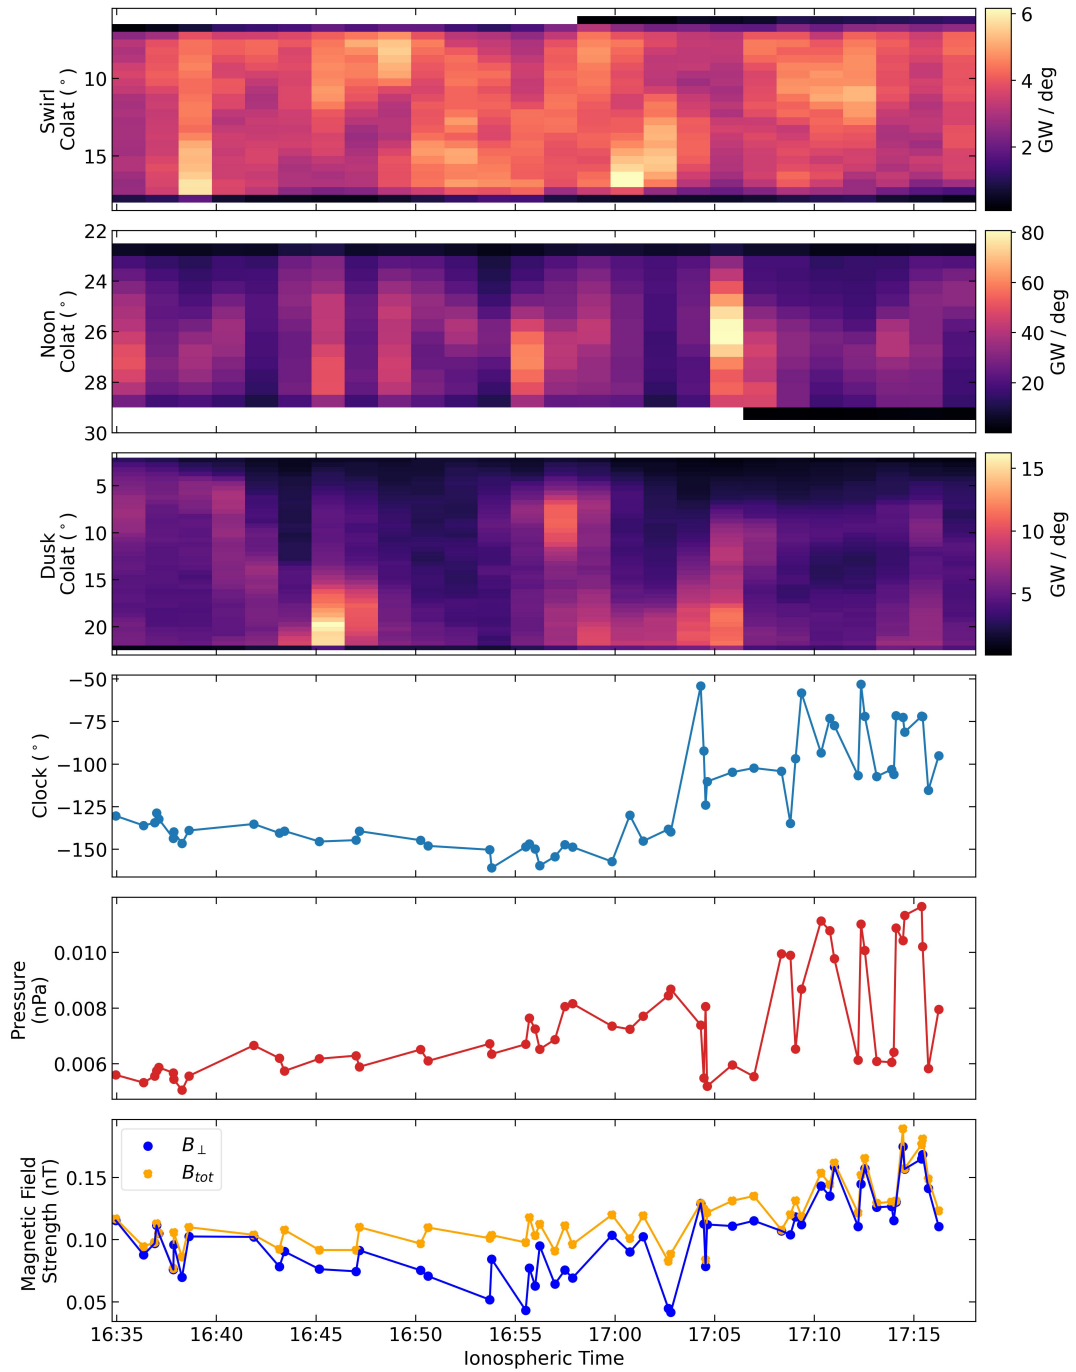 Swirl
Colat (°)
10
15
6
4
2
GW / deg
Noon
Colat (°)
22
24
26
28
30
80
60
40
20
GW / deg
Dusk
Colat (°)
5
10
15
20
15
10
5
GW / deg
Clock (°)
−50
−75
−100
−125
−150
Pressure
(nPa)
0.010
0.008
0.006
Magnetic Field
Strength (nT)
0.15
0.10
0.05
B⊥
Btot
16:35 16:40 16:45 16:50 16:55 17:00 17:05 17:10 17:15
Ionospheric Time